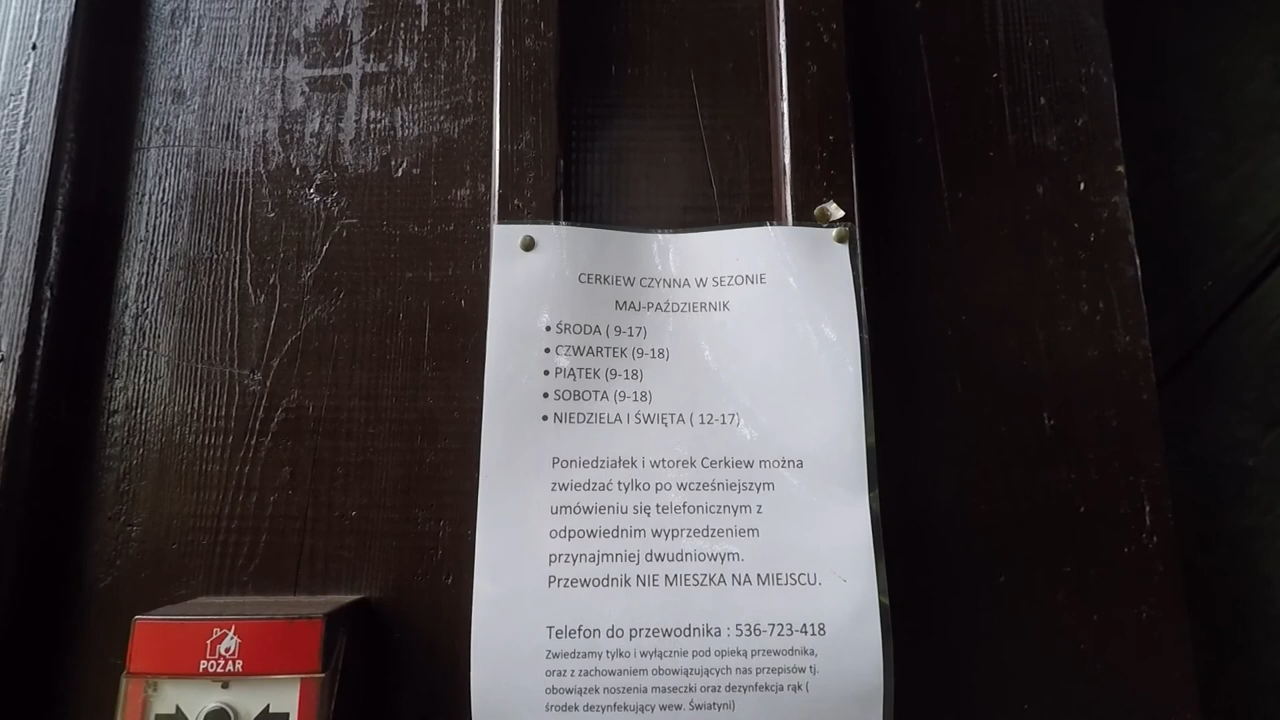 CERKIEW CZYNNA W SEZONIE
MAJ-PAŹDZIERNIK
• ŚRODA ( 9-17)
• CZWARTEK (9-18)
• PIĄTEK (9-18)
• SOBOTA (9-18)
• NIEDZIELA I ŚWIĘTA ( 12-17)
Poniedziałek i wtorek Cerkiew można
zwiedzać tylko po wcześniejszym
umówieniu się telefonicznym z
odpowiednim wyprzedzeniem
przynajmniej dwudniowym.
Przewodnik NIE MIESZKA NA MIEJSCU.
Telefon do przewodnika : 536-723-418
Zwiedzamy tylko i wyłącznie pod opieką przewodnika,
oraz z zachowaniem obowiązujących nas przepisów tj.
obowiązek noszenia maseczki oraz dezynfekcja rąk (
środek dezynfekujący wew. Świątyni)
POŻAR